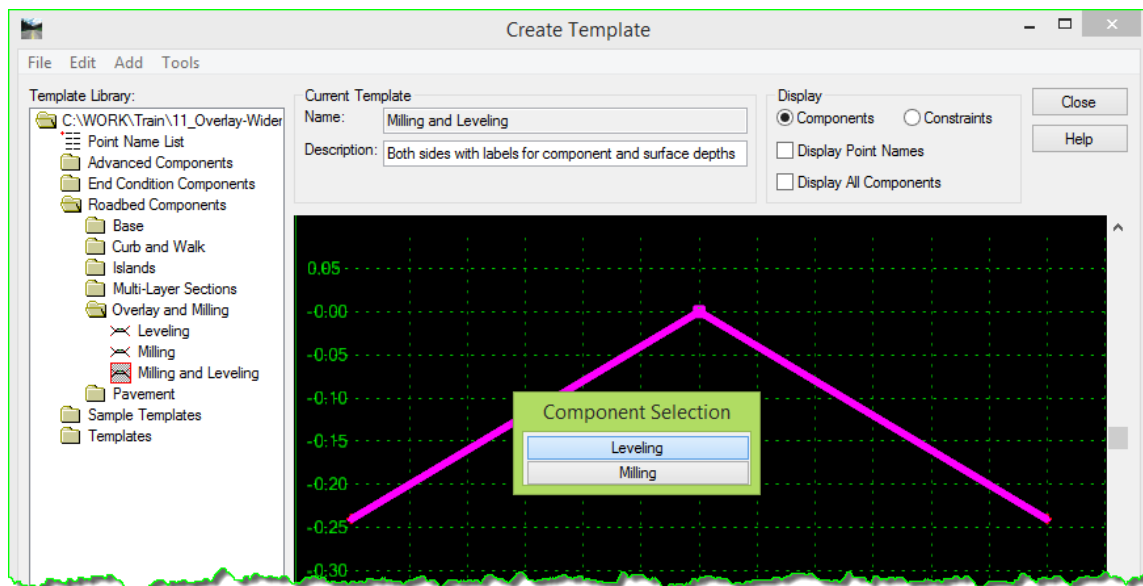 Create Template
File Edit Add Tools
Template Library:
C:\WORK\Train\11_Overlay-Wider
Point Name List
Advanced Components
End Condition Components
Roadbed Components
Base
Curb and Walk
Islands
Multi-Layer Sections
Overlay and Milling
Leveling
Milling
Milling and Leveling
Pavement
Sample Templates
Templates
Current Template
Name: Milling and Leveling
Description: Both sides with labels for component and surface depths
Display
Components Constraints
Display Point Names
Display All Components
Close
Help
0.05
-0.00
-0.05
-0.10
-0.15
-0.20
-0.25
-0.30
Component Selection
Leveling
Milling